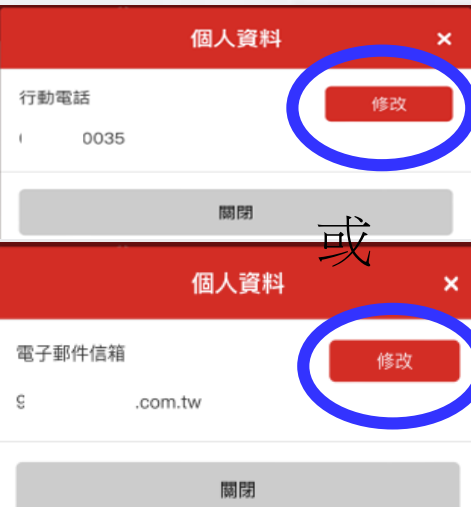 個人資料 ×
行動電話 修改
0035
關閉
或
個人資料 ×
電子郵件信箱 修改
9 .com.tw
關閉